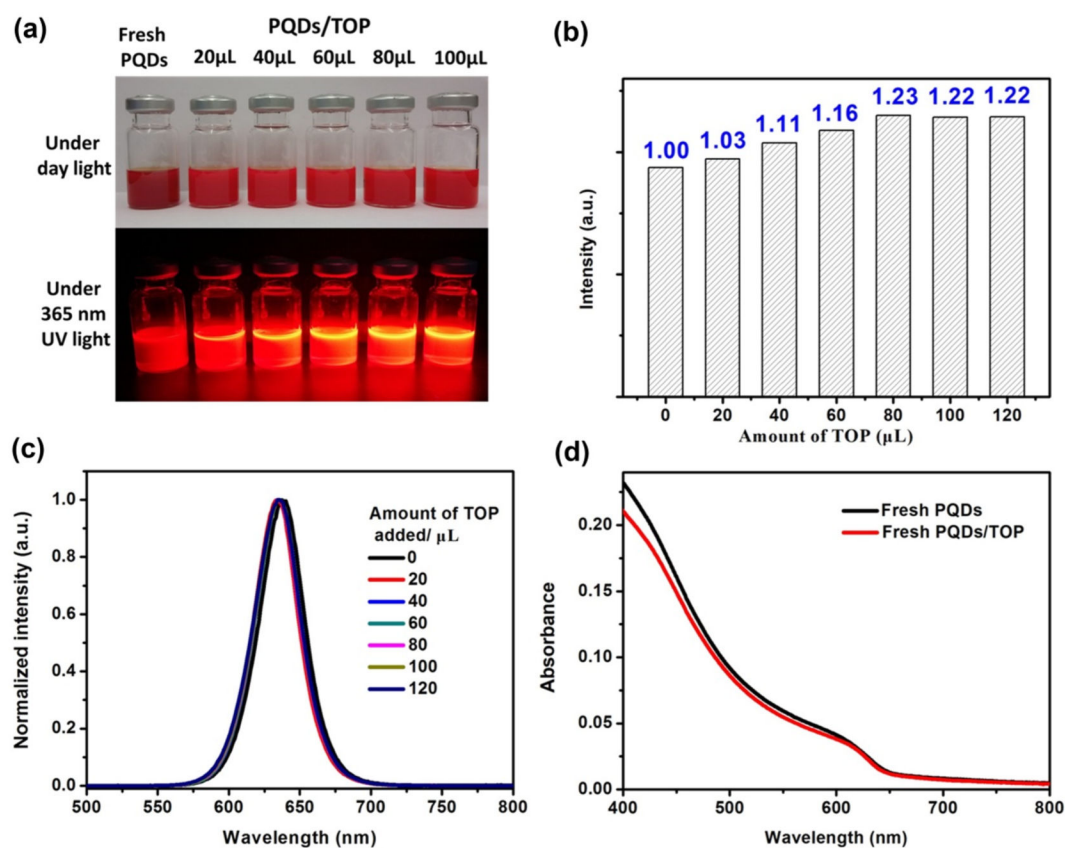 (a)
Fresh
PQDs
PQDs/TOP
20μL 40μL 60μL 80μL 100μL
Under
day light
Under
365 nm
UV light
(b)
Intensity (a.u.)
1.00 1.03 1.11 1.16 1.23 1.22 1.22
0 20 40 60 80 100 120
Amount of TOP (μL)
(c)
Normalized intensity (a.u.)
1.0
0.8
0.6
0.4
0.2
0.0
500 550 600 650 700 750 800
Wavelength (nm)
Amount of TOP
added/ μL
0
20
40
60
80
100
120
(d)
Absorbance
0.20
0.15
0.10
0.05
0.00
400 500 600 700 800
Wavelength (nm)
Fresh PQDs
Fresh PQDs/TOP